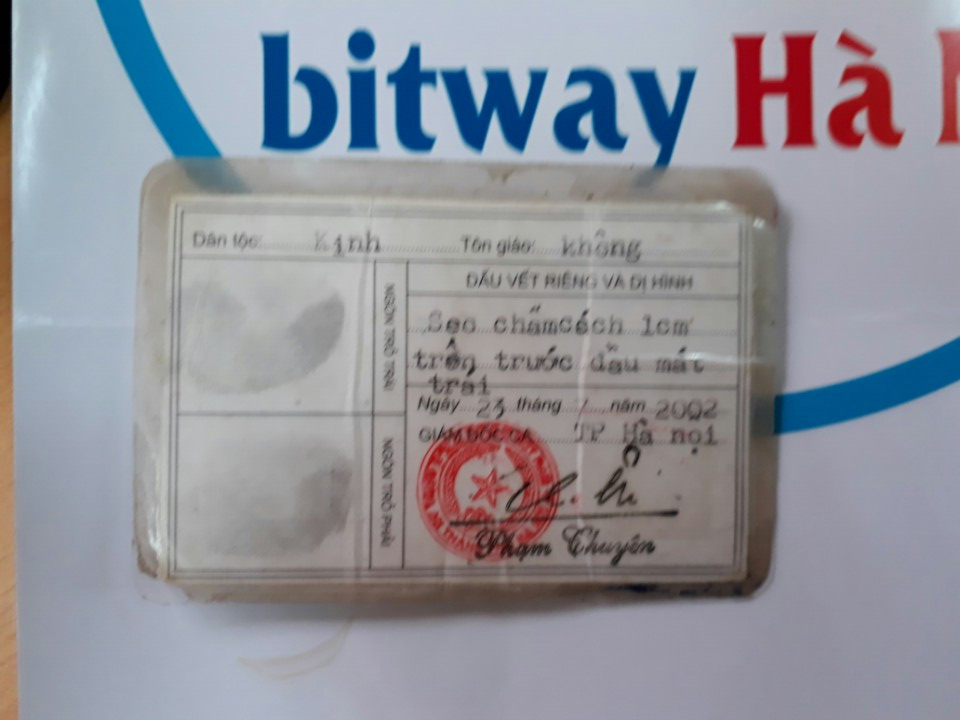 bitway Hà
Dân tộc: Kinh Tôn giáo: không
DẤU VẾT RIÊNG VÀ DỊ HÌNH
NGÓN TRỎ TRÁI
Sẹo chấm cách 1cm
trên trước đầu mắt
trái
Ngày 23 tháng 7 năm 2002
GIÁM ĐỐC CA TP Hà nội
NGÓN TRỎ PHẢI
Phạm Chuyên